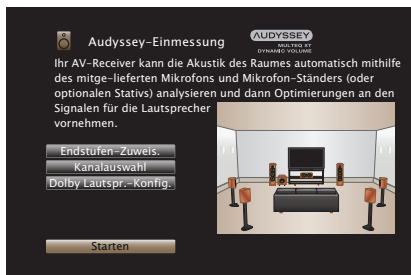 Audyssey-Einmessung
AUDYSSEY
MULTEQ XT
DYNAMIC VOLUME
Ihr AV-Receiver kann die Akustik des Raumes automatisch mithilfe
des mitge-lieferten Mikrofons und Mikrofon-Ständers (oder
optionalen Stativs) analysieren und dann Optimierungen an den
Signalen für die Lautsprecher
vornehmen.
Endstufen-Zuweis.
Kanalauswahl
Dolby Lautspr.-Konfig.
Starten